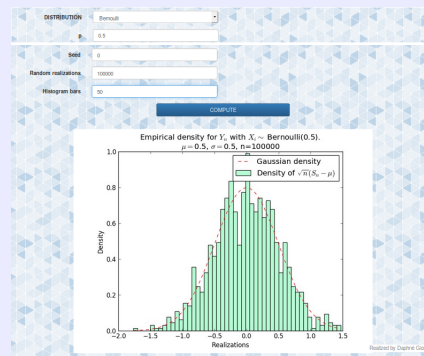 DISTRIBUTION Bernoulli
p 0.5
Seed 0
Random realizations 100000
Histogram bars 50
COMPUTE
Empirical density for Yₙ with Xᵢ ∼ Bernoulli(0.5).
μ=0.5, σ=0.5, n=100000
Gaussian density
Density of √n(Sₙ − μ)
1.0
0.8
0.6
0.4
0.2
0.0
Density
−2.0 −1.5 −1.0 −0.5 0.0 0.5 1.0 1.5
Realizations
Realized by Daphné